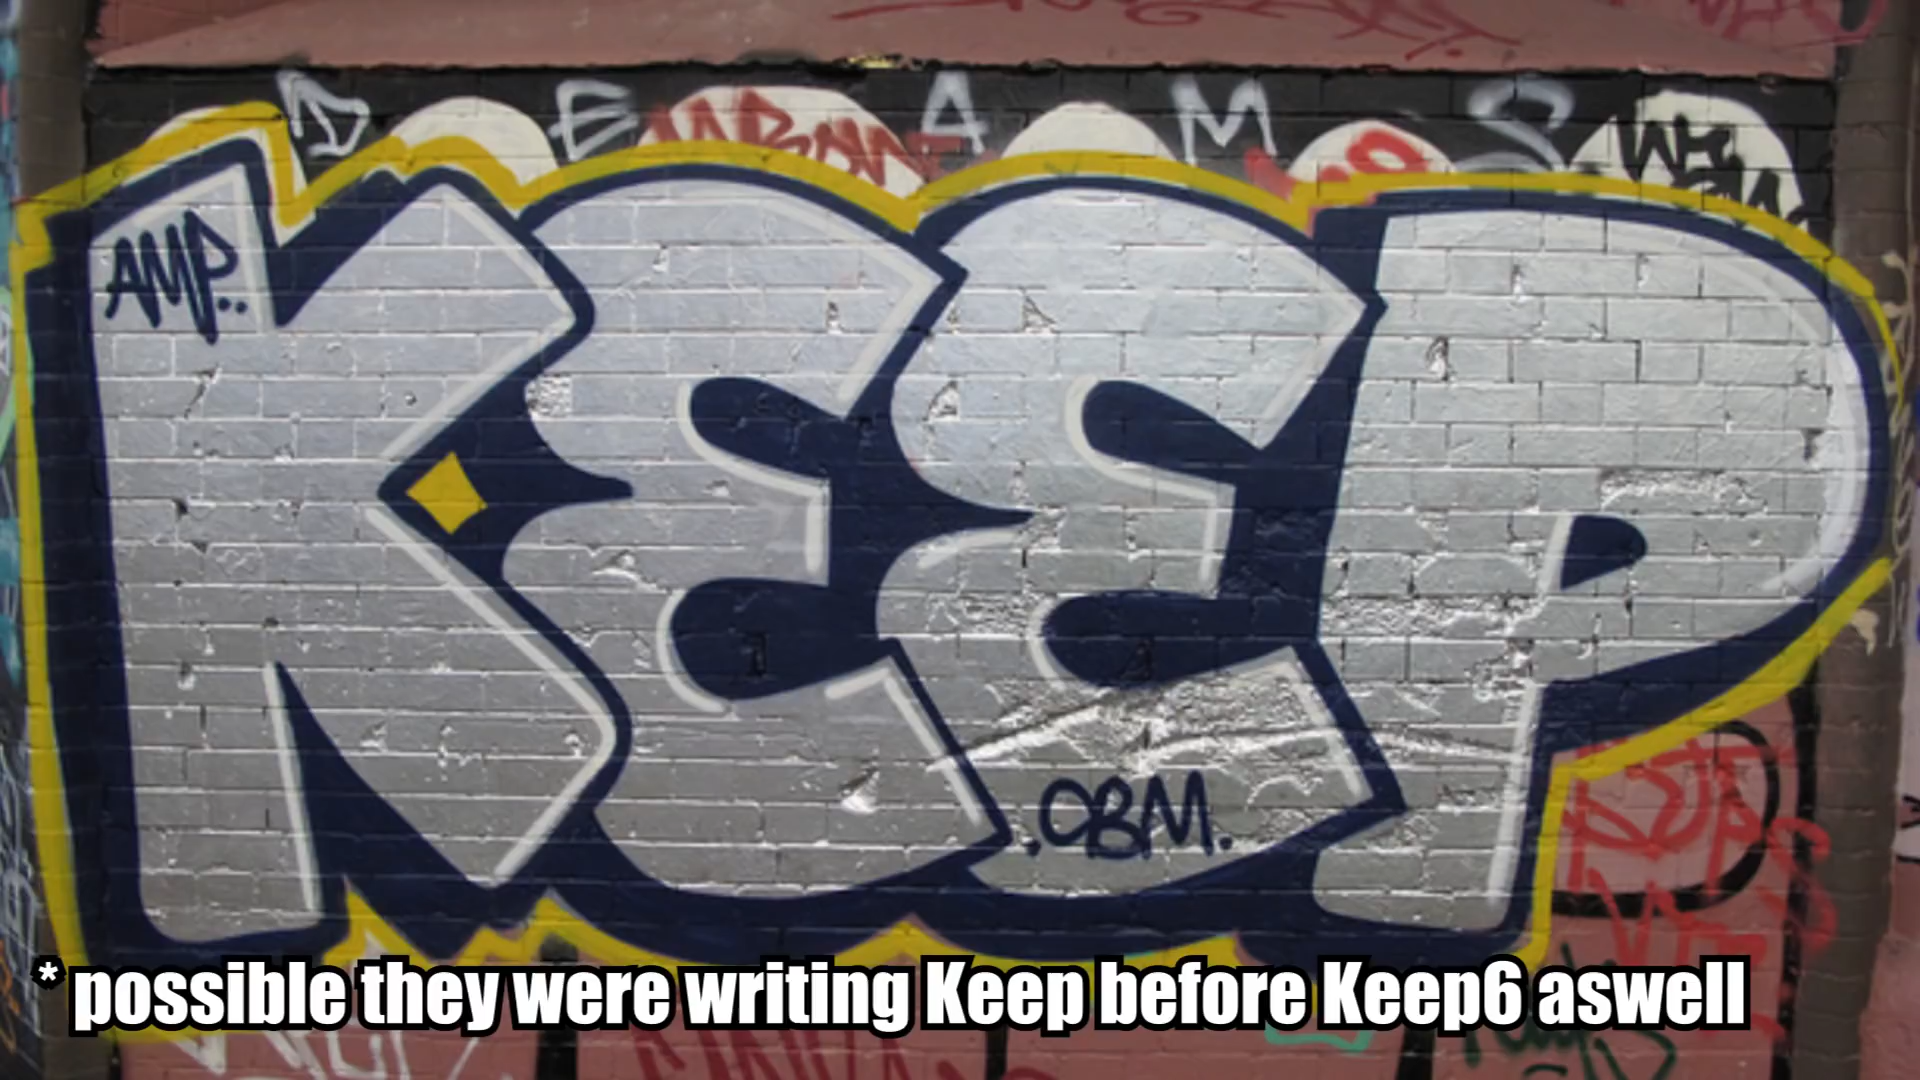 D E A M S
AMP..
KEEP
.OBM.
* possible they were writing Keep before Keep6 aswell